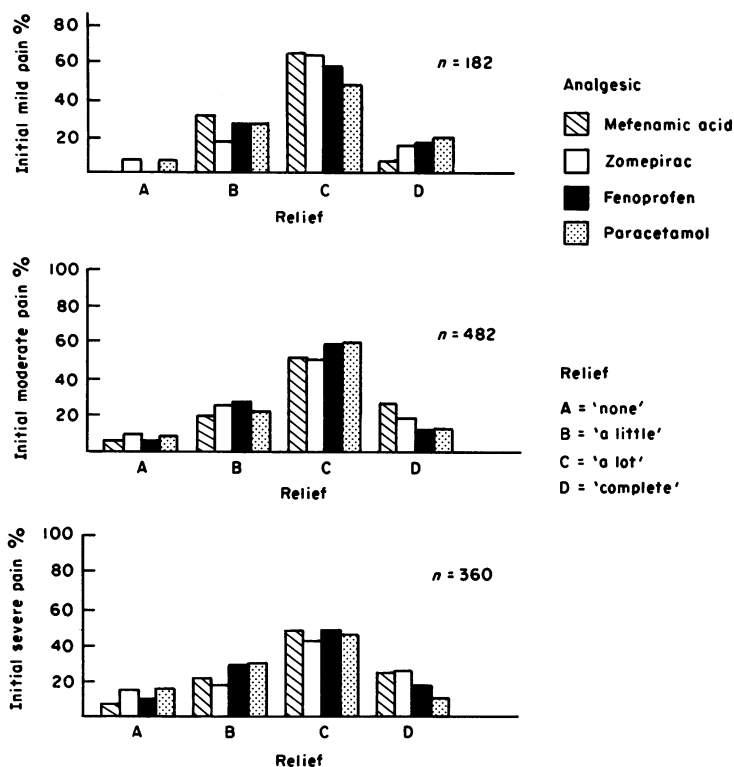 Initial mild pain %
80
60
40
20
n = 182
A
B
C
D
Relief
Analgesic
Mefenamic acid
Zomepirac
Fenoprofen
Paracetamol
Initial moderate pain %
100
80
60
40
20
n = 482
A
B
C
D
Relief
Relief
A = 'none'
B = 'a little'
C = 'a lot'
D = 'complete'
Initial severe pain %
100
80
60
40
20
n = 360
A
B
C
D
Relief